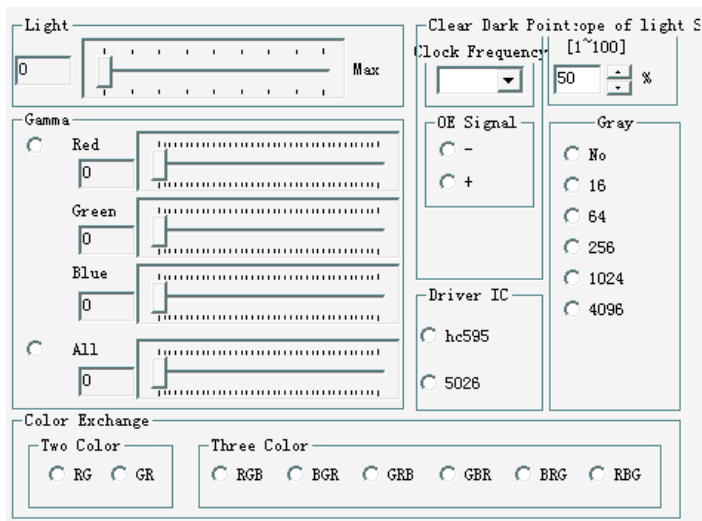 Light
0
Max
Clear Dark Point:ope of light S
Clock Frequency
[1~100]
50
%
Gamma
Red
0
Green
0
Blue
0
All
0
OE Signal
-
+
Gray
No
16
64
256
1024
4096
Driver IC
hc595
5026
Color Exchange
Two Color
RG GR
Three Color
RGB BGR GRB GBR BRG RBG